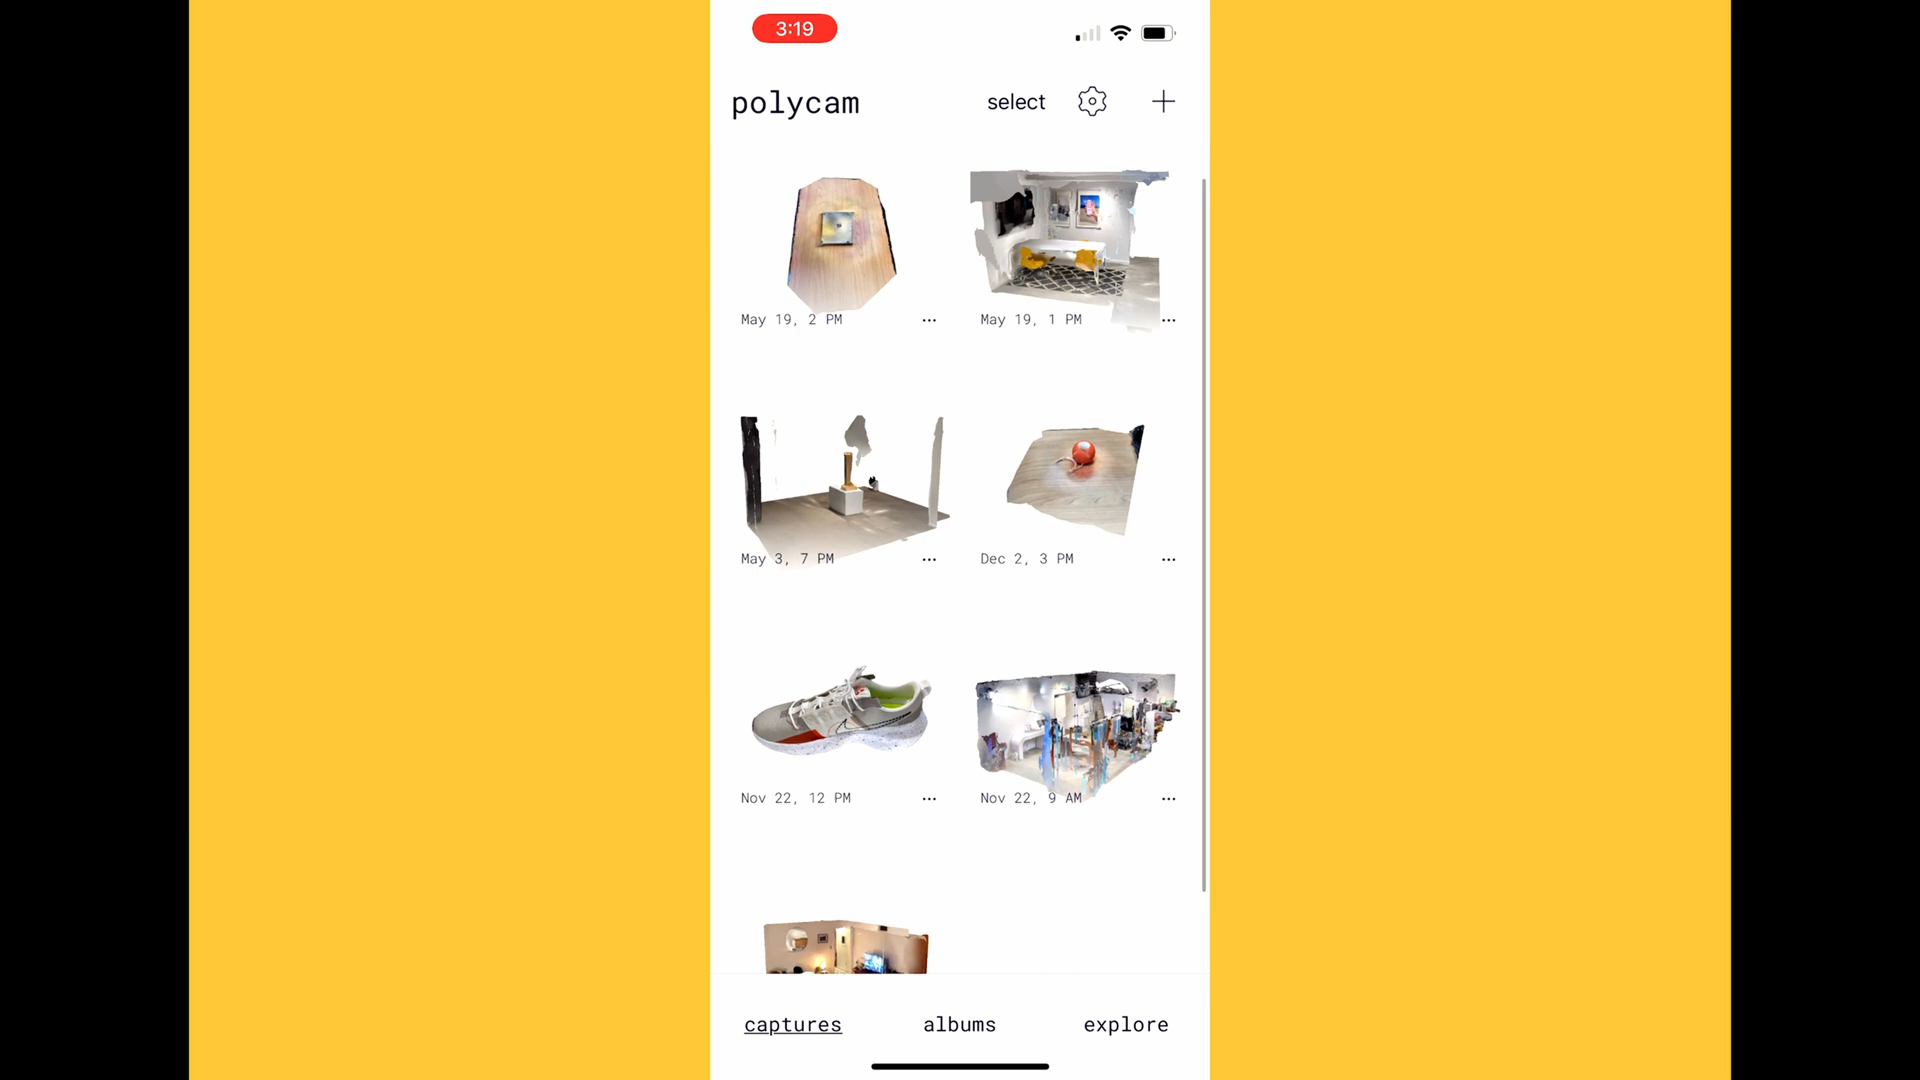 3:19
polycam
select
May 19, 2 PM
May 19, 1 PM
May 3, 7 PM
Dec 2, 3 PM
Nov 22, 12 PM
Nov 22, 9 AM
captures
albums
explore